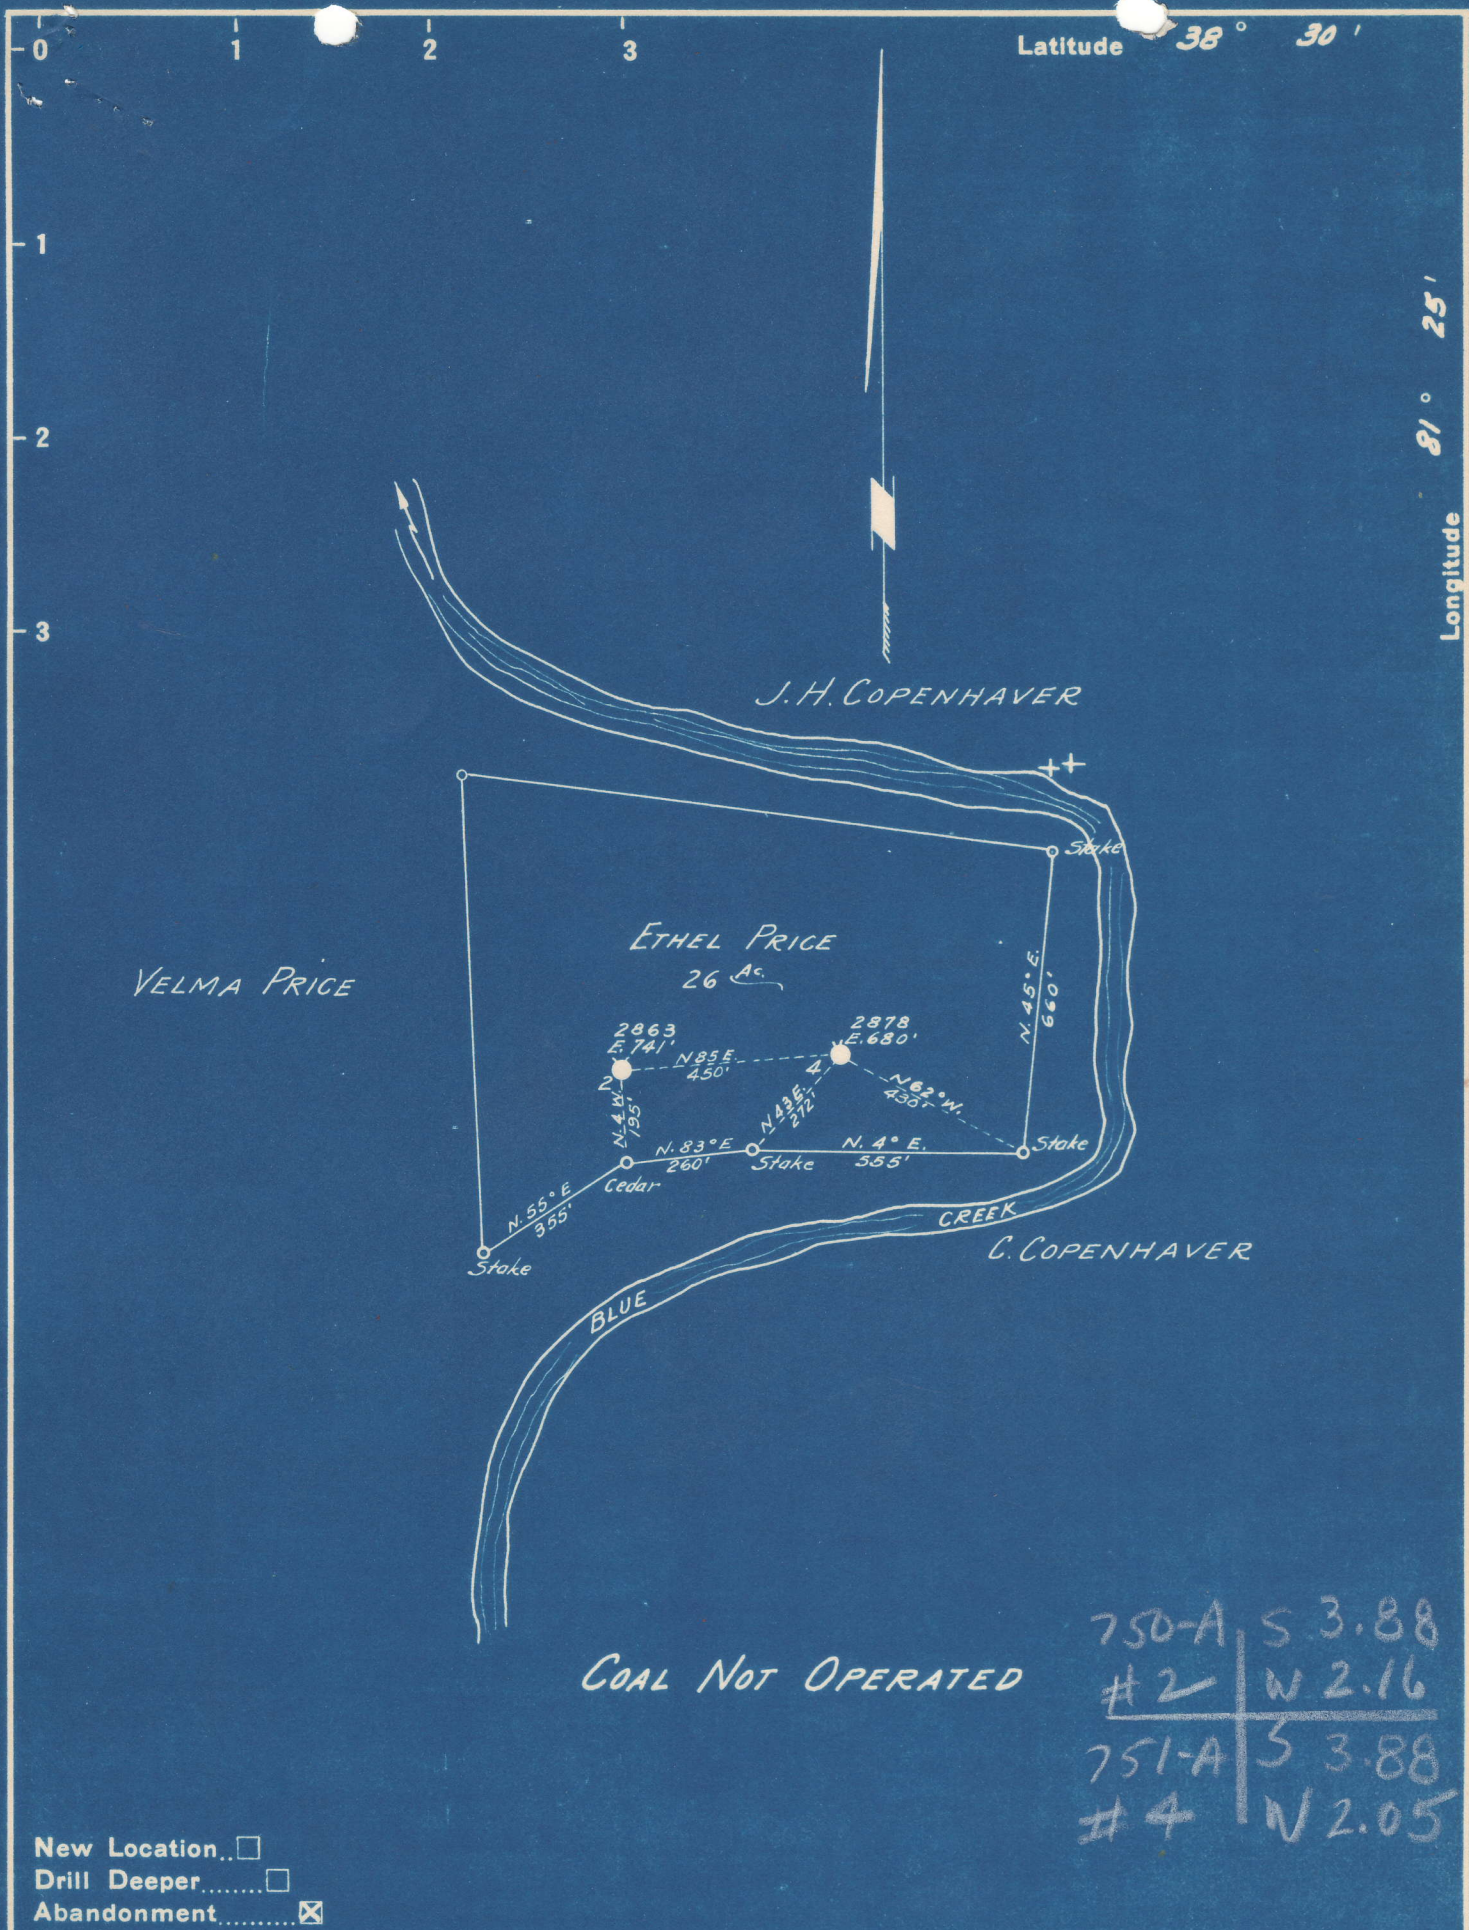 0 1 2 3 Latitude 38° 30'
1
2
3
Longitude 81° 25'
J. H. COPENHAVER
Stake
ETHEL PRICE
26 Ac.
VELMA PRICE
N. 45° E.
660'
2863
E. 741'
2
2878
E. 680'
4
N 85 E.
450'
N. 4 W.
195'
N 43 E.
272'
N 62° W.
430'
N. 83° E
260'
N. 4° E.
555'
Stake
Stake
Cedar
N. 55° E
355'
Stake
BLUE CREEK
C. COPENHAVER
COAL NOT OPERATED
750-A S 3.88
#2 W 2.16
751-A S 3.88
#4 W 2.05
New Location..
Drill Deeper........
Abandonment..........☒